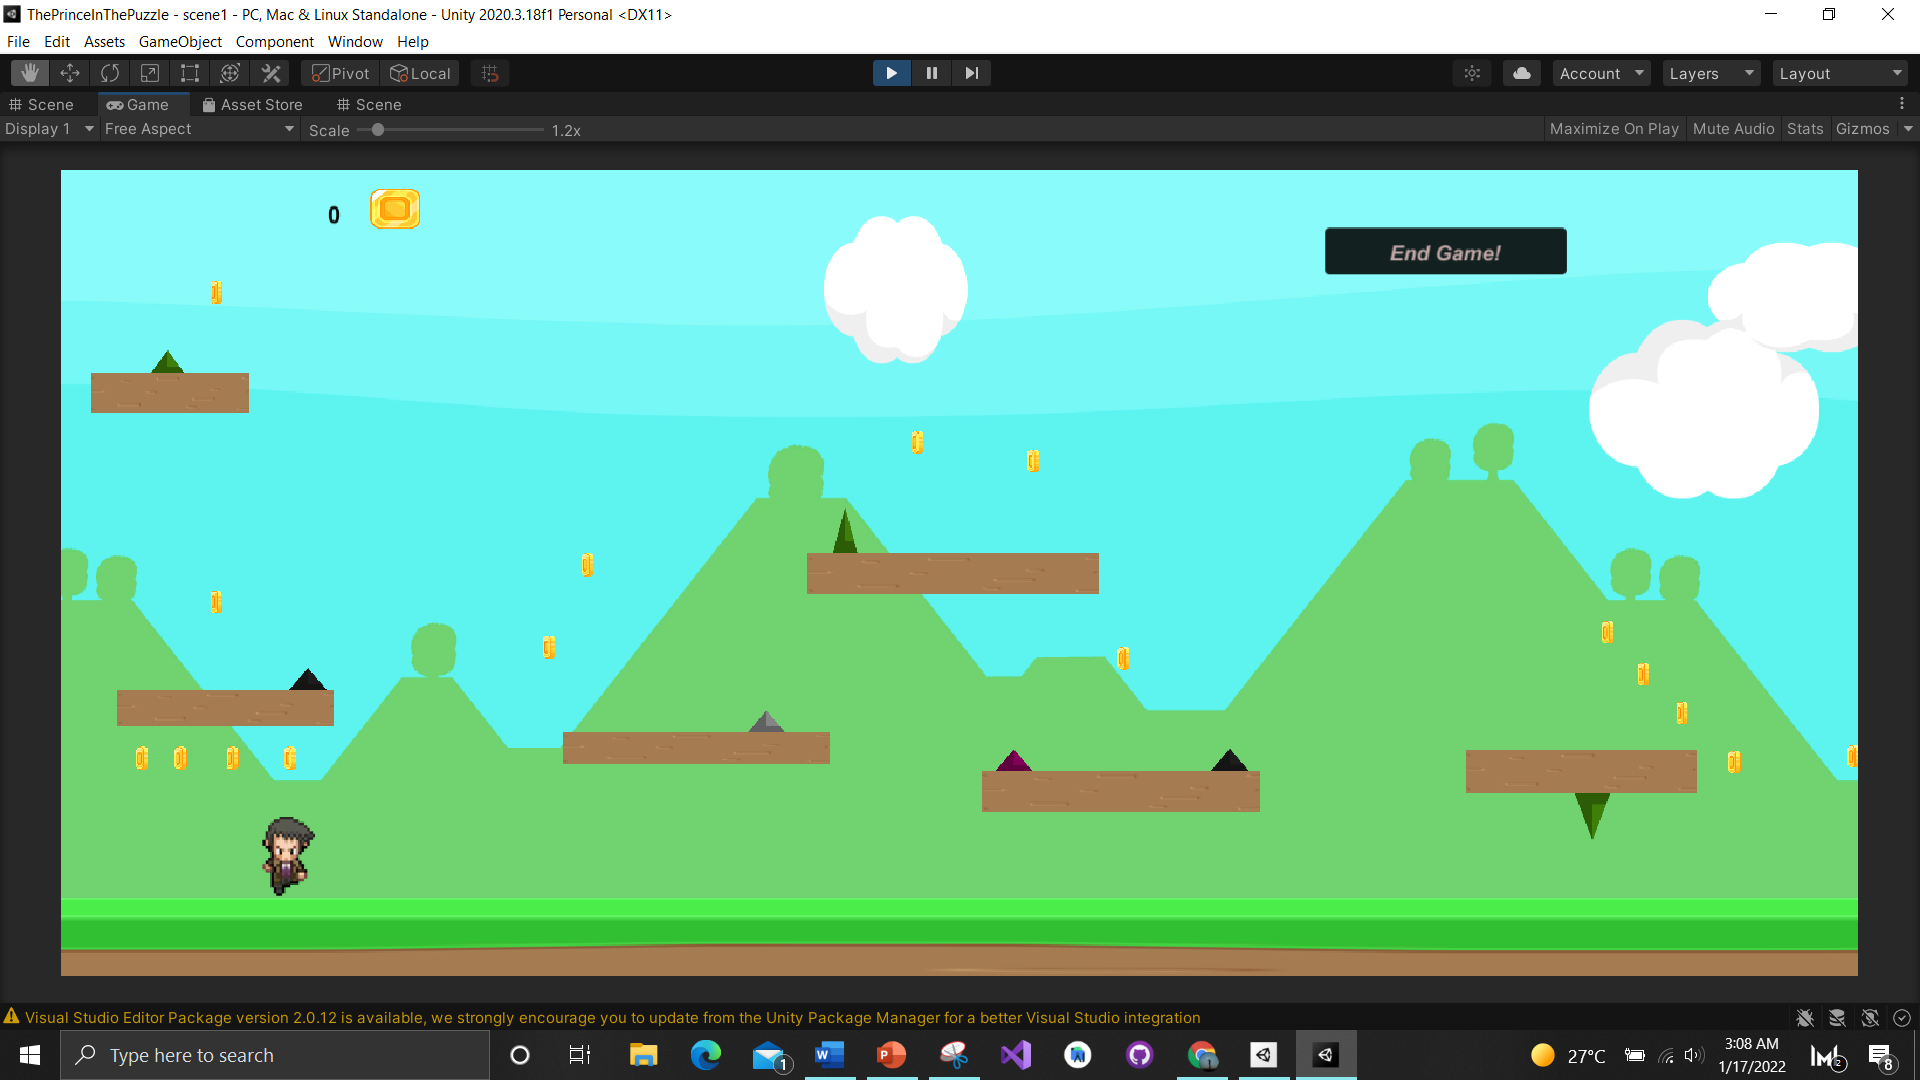 ThePrinceInThePuzzle - scene1 - PC, Mac & Linux Standalone - Unity 2020.3.18f1 Personal <DX11>
File Edit Assets GameObject Component Window Help
Pivot Local Account Layers Layout
Scene Game Asset Store Scene
Display 1 Free Aspect Scale 1.2x Maximize On Play Mute Audio Stats Gizmos
0
End Game!
Visual Studio Editor Package version 2.0.12 is available, we strongly encourage you to update from the Unity Package Manager for a better Visual Studio integration
Type here to search
1
W
P
27°C
3:08 AM
1/17/2022
2
8